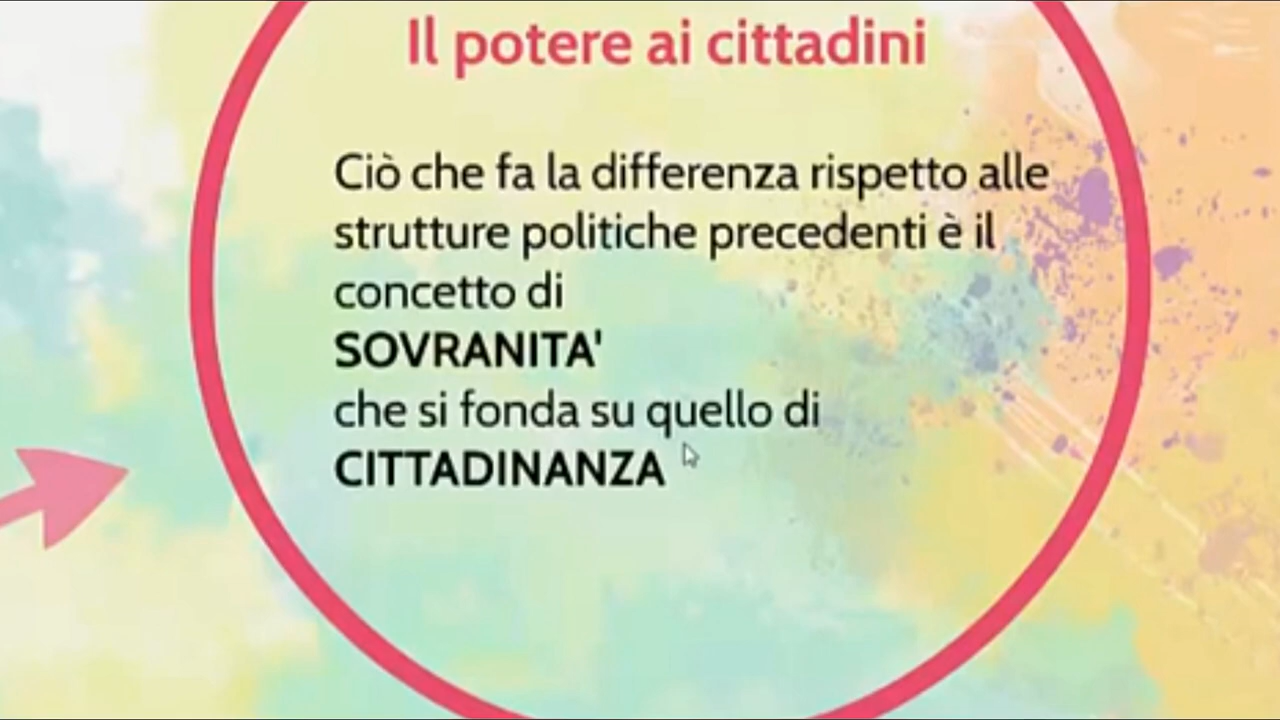 Il potere ai cittadini
Ciò che fa la differenza rispetto alle
strutture politiche precedenti è il
concetto di
SOVRANITA'
che si fonda su quello di
CITTADINANZA